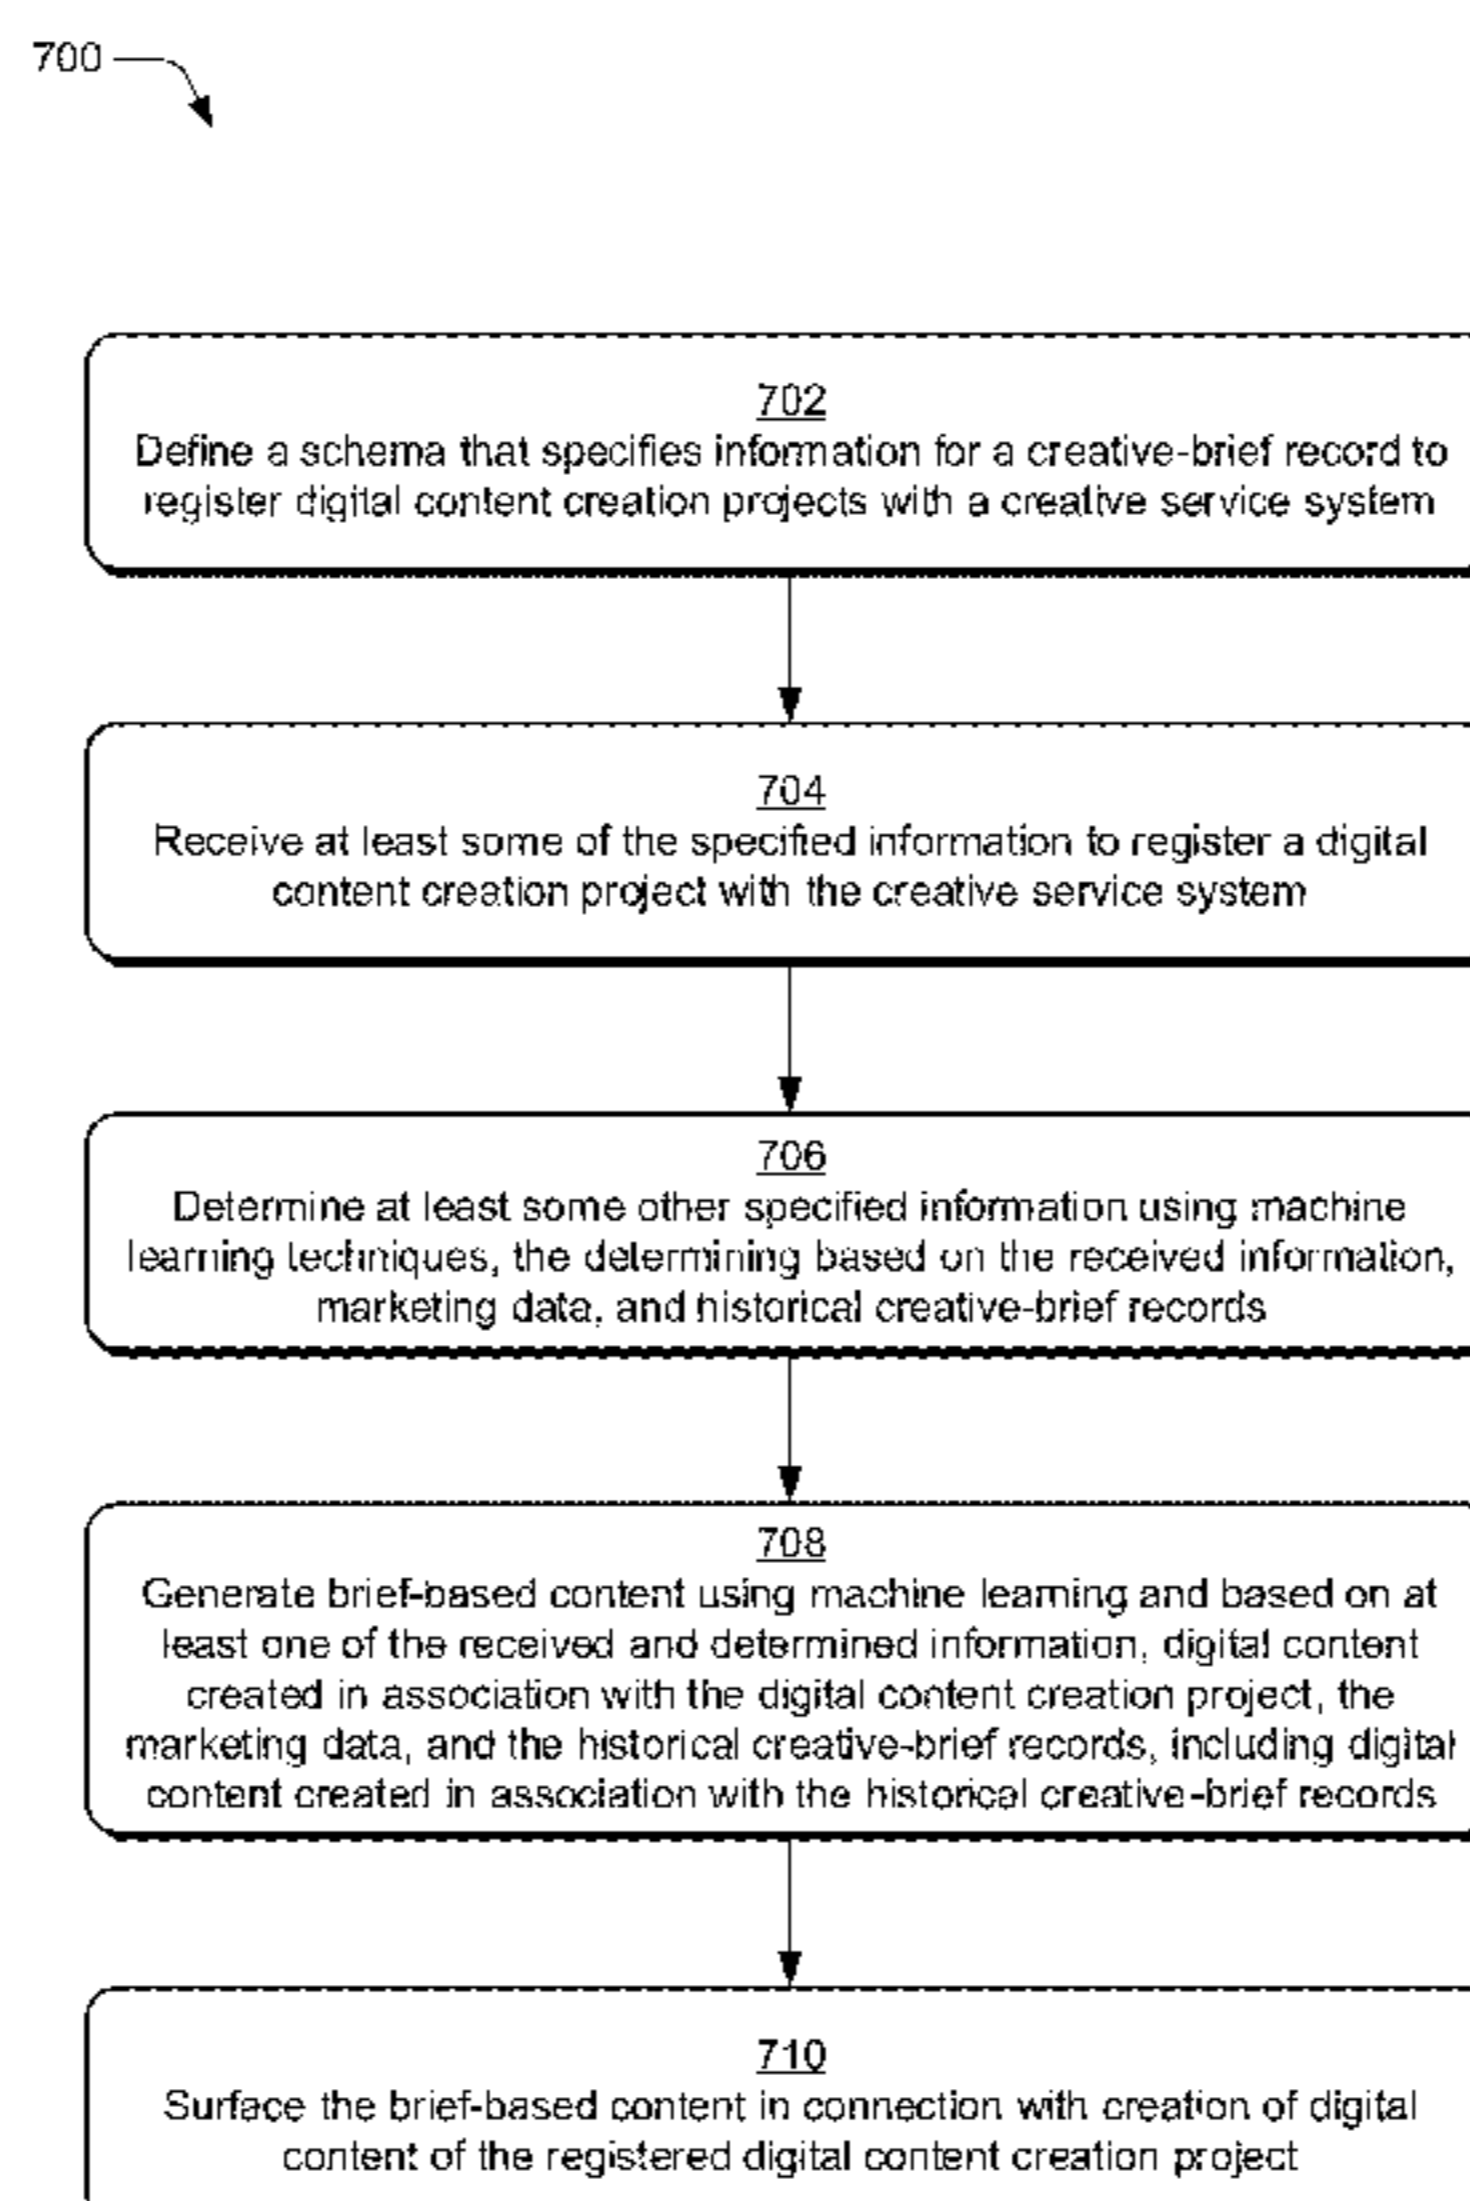 700
702
Define a schema that specifies information for a creative-brief record to
register digital content creation projects with a creative service system
704
Receive at least some of the specified information to register a digital
content creation project with the creative service system
706
Determine at least some other specified information using machine
learning techniques, the determining based on the received information,
marketing data, and historical creative-brief records
708
Generate brief-based content using machine learning and based on at
least one of the received and determined information, digital content
created in association with the digital content creation project, the
marketing data, and the historical creative-brief records, including digital
content created in association with the historical creative-brief records
710
Surface the brief-based content in connection with creation of digital
content of the registered digital content creation project